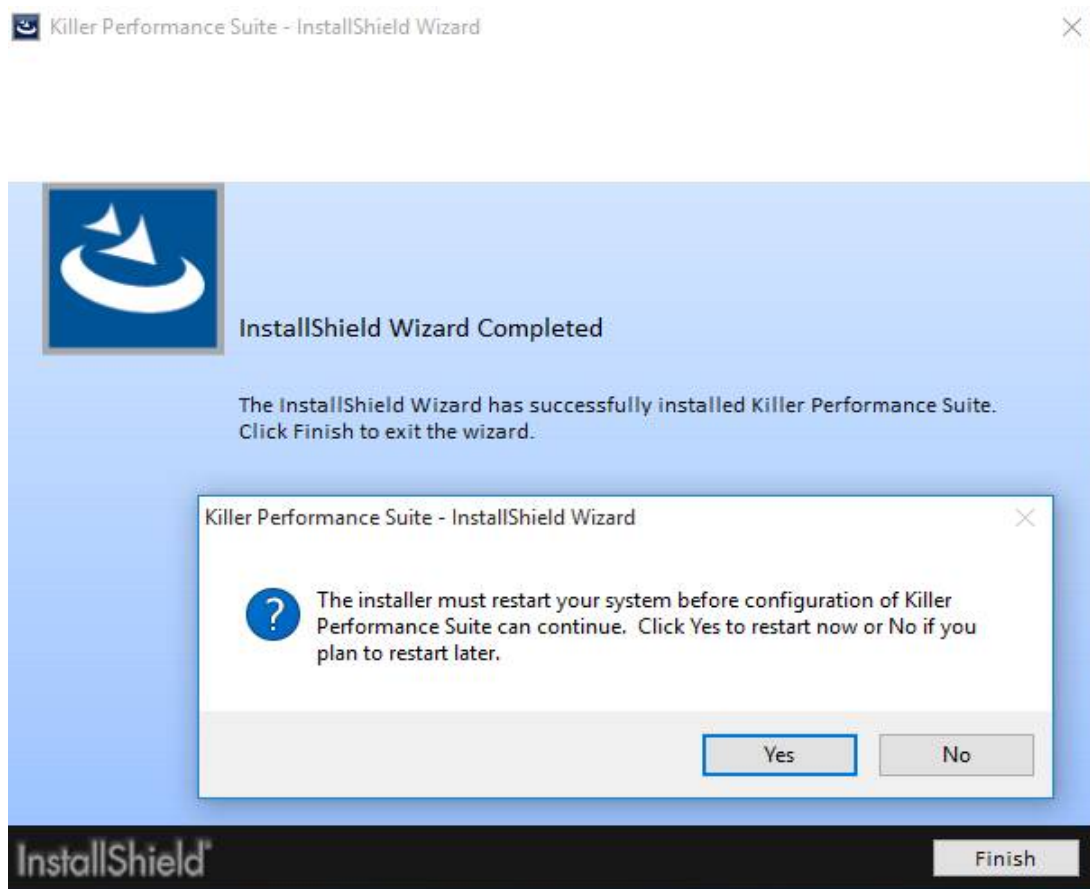 Killer Performance Suite - InstallShield Wizard
InstallShield Wizard Completed
The InstallShield Wizard has successfully installed Killer Performance Suite.
Click Finish to exit the wizard.
Killer Performance Suite - InstallShield Wizard
The installer must restart your system before configuration of Killer
Performance Suite can continue.  Click Yes to restart now or No if you
plan to restart later.
Yes
No
InstallShield
Finish